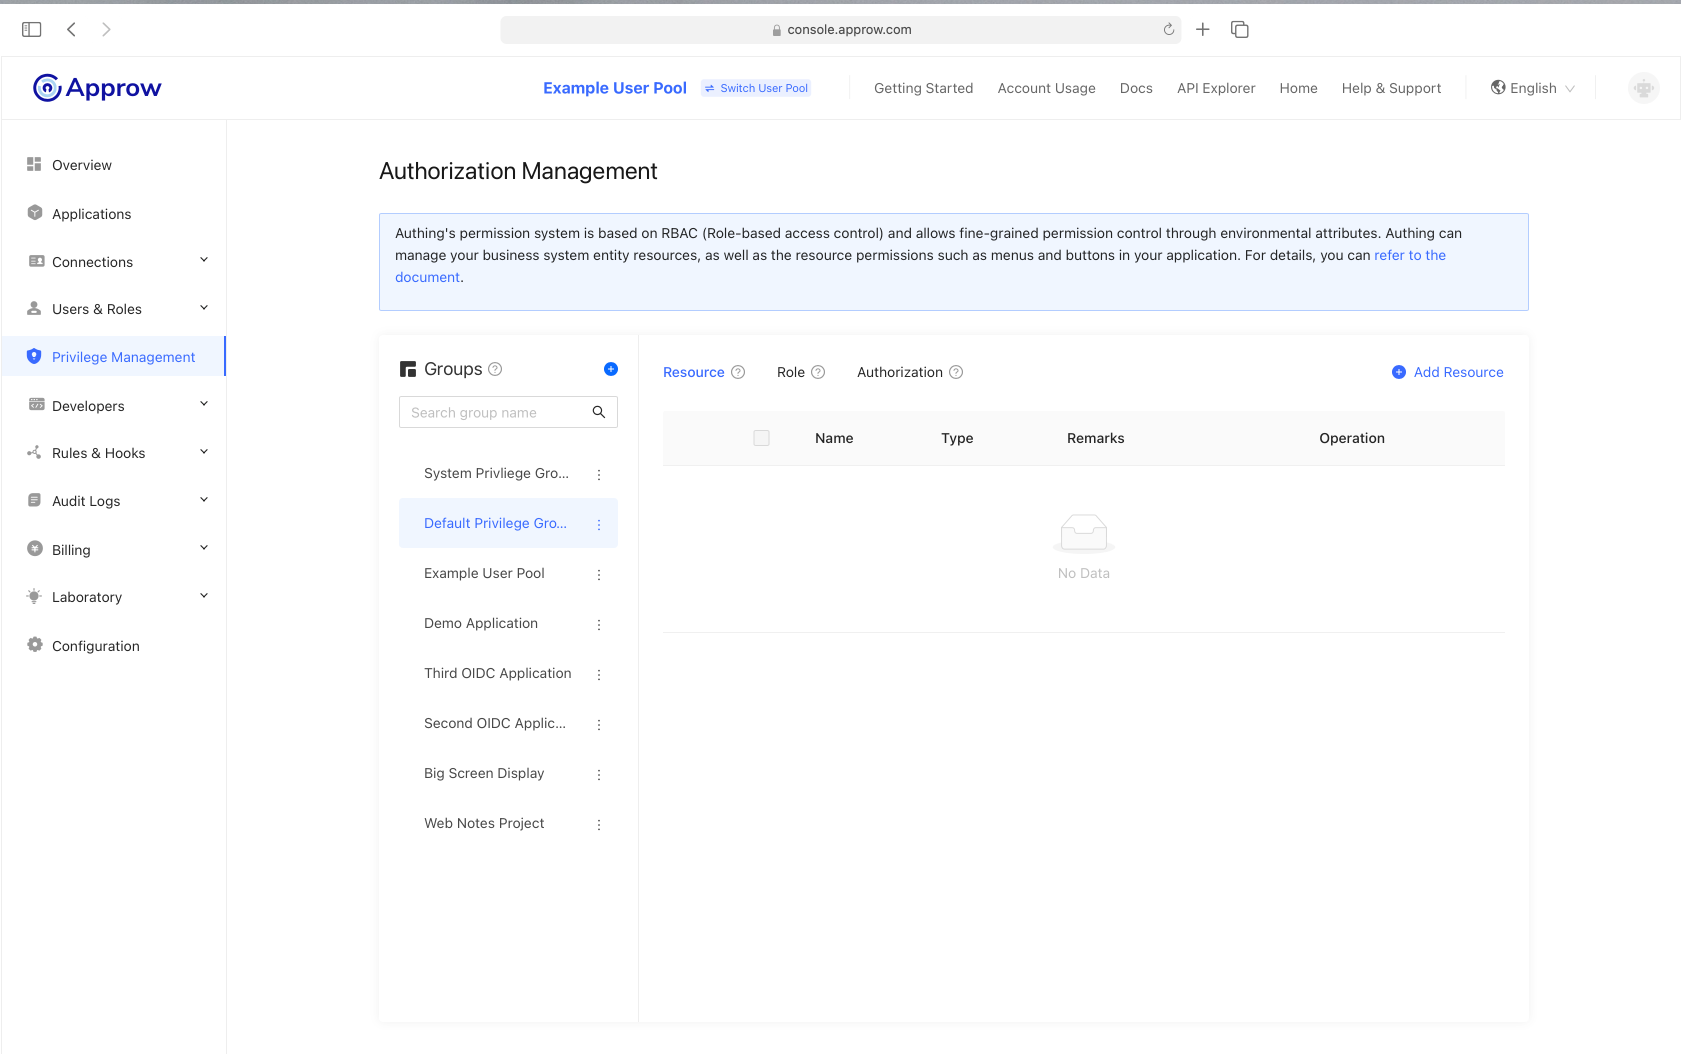 console.approw.com
Approw
Example User Pool
Switch User Pool
Getting Started
Account Usage
Docs
API Explorer
Home
Help & Support
English
Overview
Applications
Connections
Users & Roles
Privilege Management
Developers
Rules & Hooks
Audit Logs
Billing
Laboratory
Configuration
Authorization Management
Authing's permission system is based on RBAC (Role-based access control) and allows fine-grained permission control through environmental attributes. Authing can
manage your business system entity resources, as well as the resource permissions such as menus and buttons in your application. For details, you can refer to the
document.
Groups
Search group name
System Privliege Gro...
Default Privilege Gro...
Example User Pool
Demo Application
Third OIDC Application
Second OIDC Applic...
Big Screen Display
Web Notes Project
Resource
Role
Authorization
Add Resource
Name
Type
Remarks
Operation
No Data